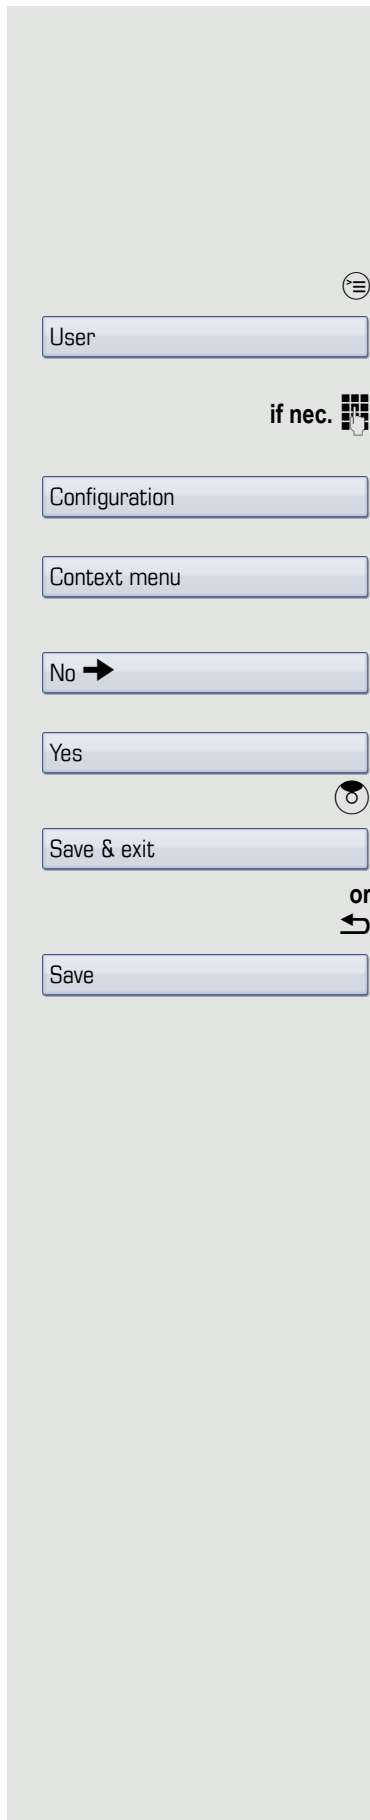 User
if nec.
Configuration
Context menu
No
Yes
Save & exit
or
Save